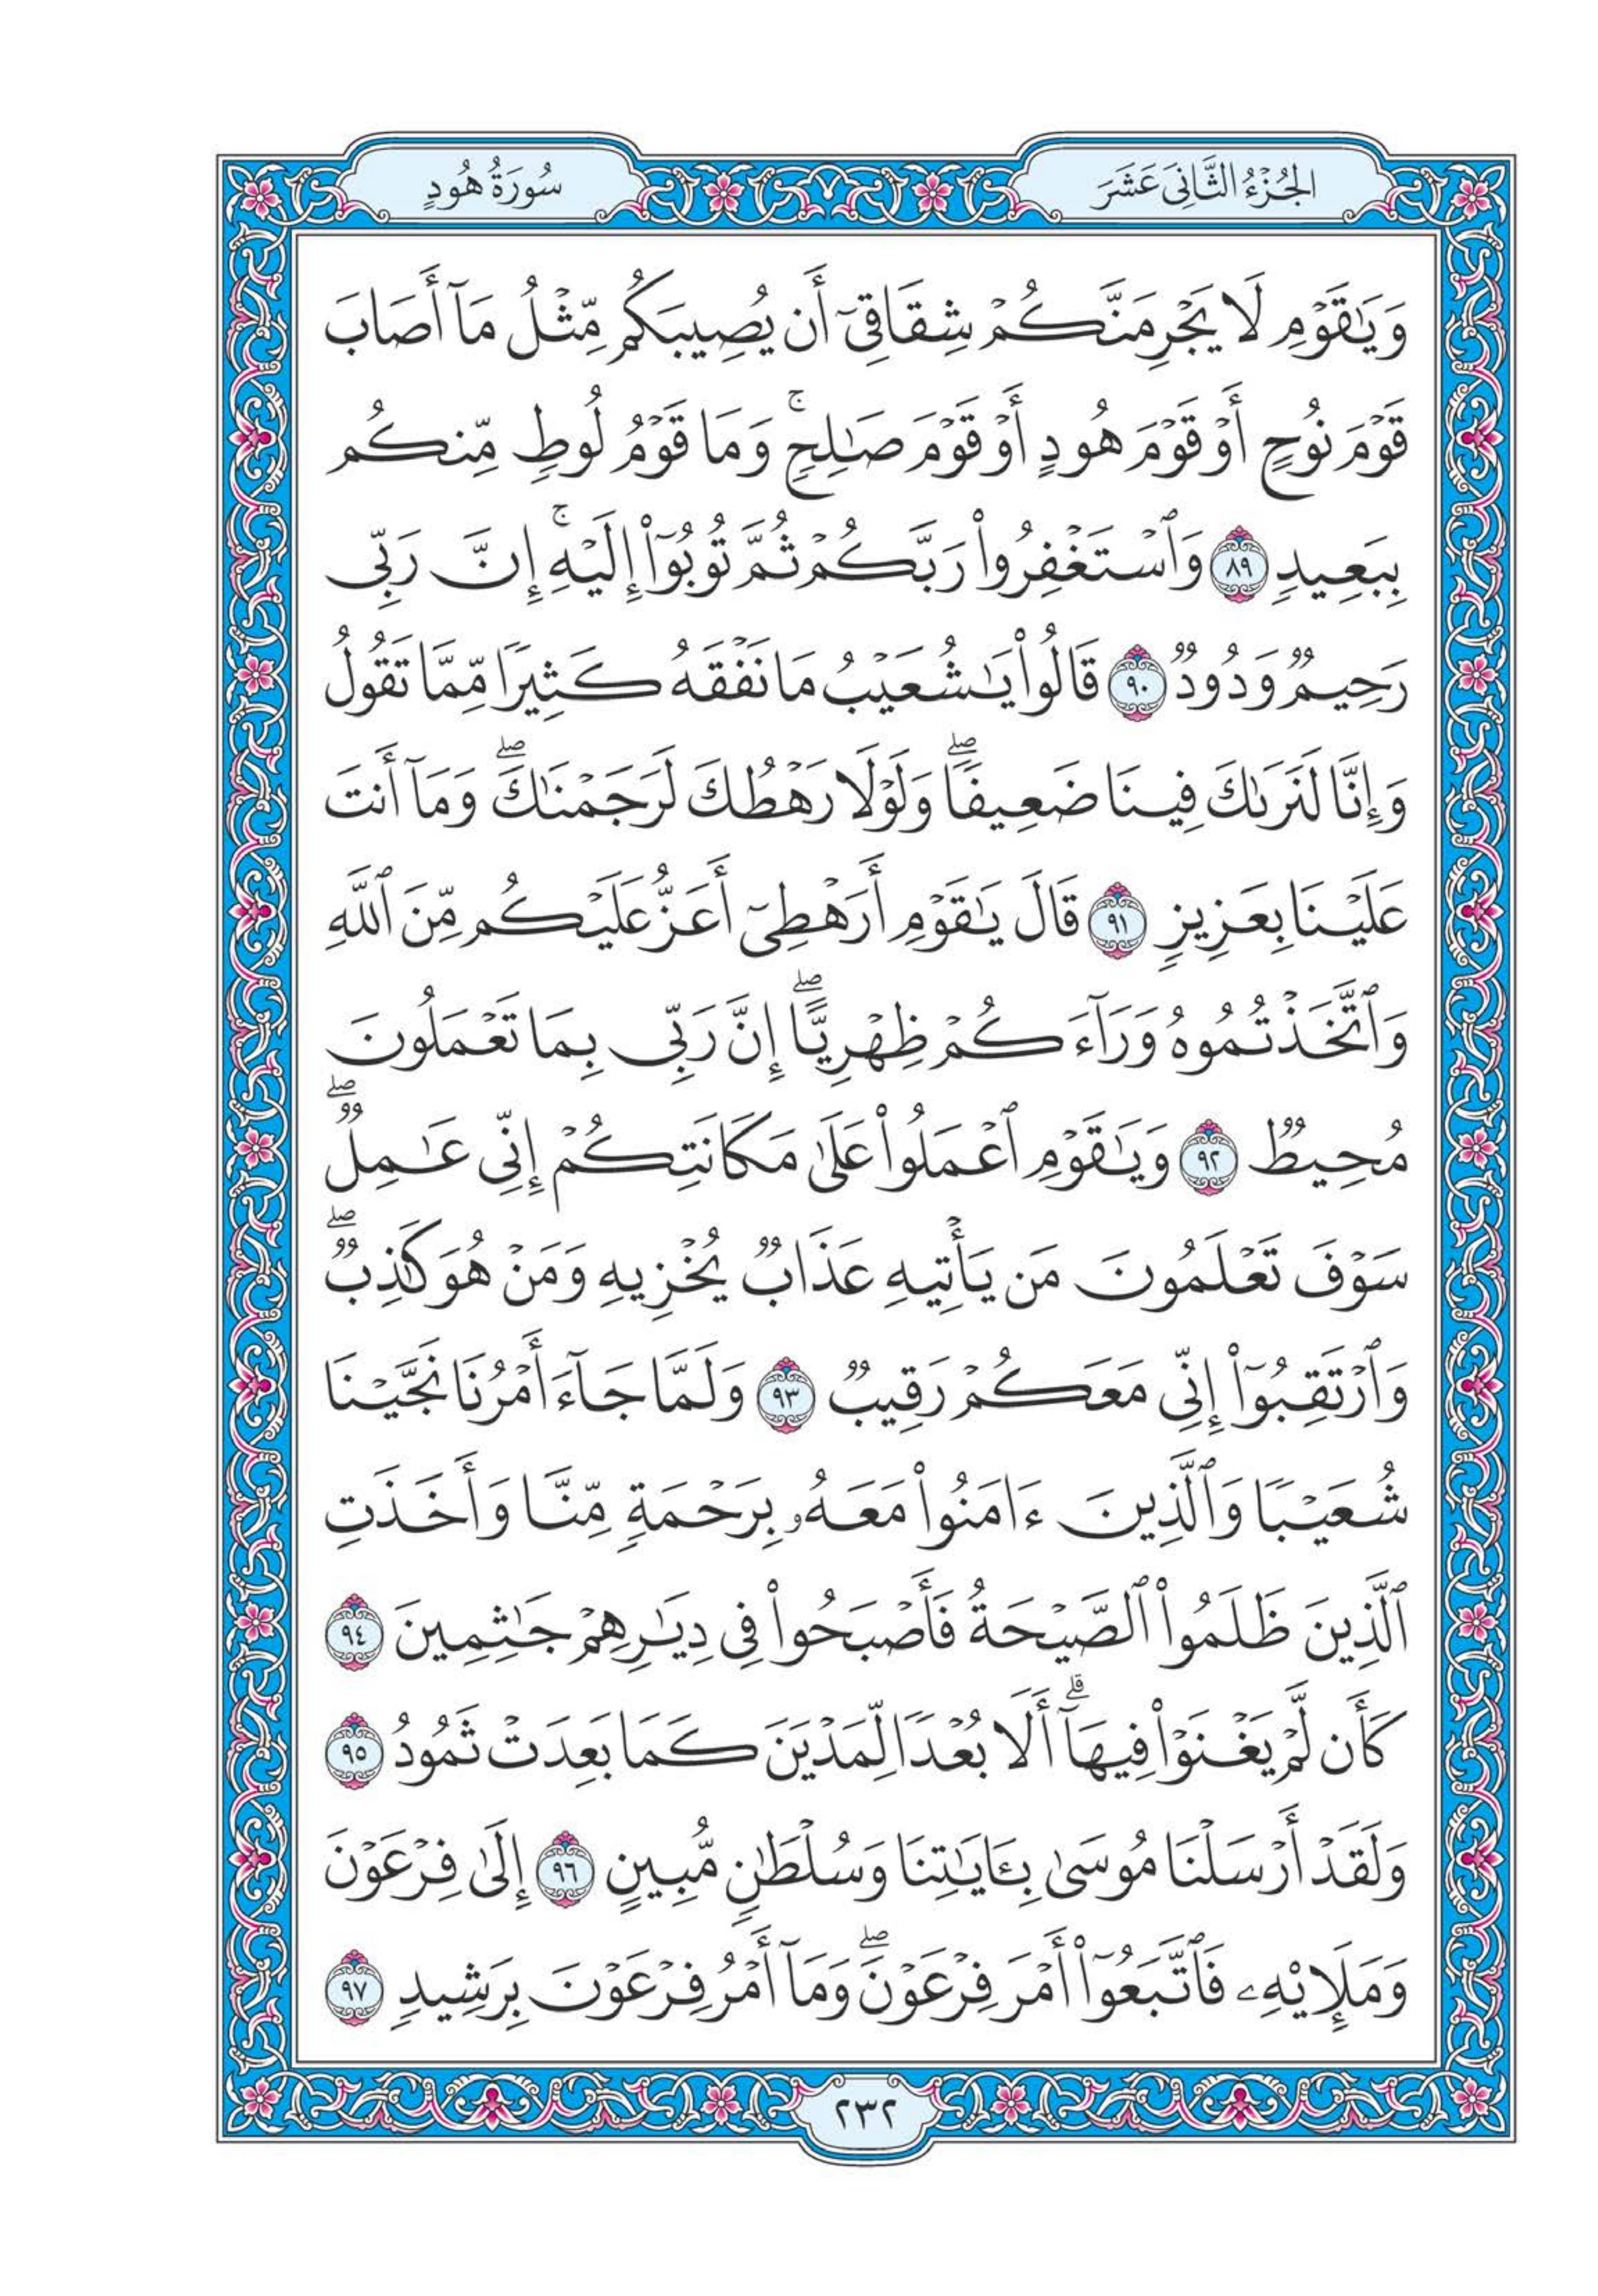 الجُزْءُ الثَّانِيَ عَشَرَ
سُورَةُ هُودٍ
وَيَٰقَوْمِ لَا يَجْرِمَنَّكُمْ شِقَاقِىٓ أَن يُصِيبَكُم مِّثْلُ مَآ أَصَابَ
قَوْمَ نُوحٍ أَوْ قَوْمَ هُودٍ أَوْ قَوْمَ صَٰلِحٍۚ وَمَا قَوْمُ لُوطٍ مِّنكُم
بِبَعِيدٍ ٨٩ وَٱسْتَغْفِرُوا۟ رَبَّكُمْ ثُمَّ تُوبُوٓا۟ إِلَيْهِۚ إِنَّ رَبِّى
رَحِيمٌ وَدُودٌ ٩٠ قَالُوا۟ يَٰشُعَيْبُ مَا نَفْقَهُ كَثِيرًا مِّمَّا تَقُولُ
وَإِنَّا لَنَرَىٰكَ فِينَا ضَعِيفًاۖ وَلَوْلَا رَهْطُكَ لَرَجَمْنَٰكَۖ وَمَآ أَنتَ
عَلَيْنَا بِعَزِيزٍ ٩١ قَالَ يَٰقَوْمِ أَرَهْطِىٓ أَعَزُّ عَلَيْكُم مِّنَ ٱللَّهِ
وَٱتَّخَذْتُمُوهُ وَرَآءَكُمْ ظِهْرِيًّاۖ إِنَّ رَبِّى بِمَا تَعْمَلُونَ
مُحِيطٌ ٩٢ وَيَٰقَوْمِ ٱعْمَلُوا۟ عَلَىٰ مَكَانَتِكُمْ إِنِّى عَٰمِلٌۖ
سَوْفَ تَعْلَمُونَ مَن يَأْتِيهِ عَذَابٌ يُخْزِيهِ وَمَنْ هُوَ كَٰذِبٌۖ
وَٱرْتَقِبُوٓا۟ إِنِّى مَعَكُمْ رَقِيبٌ ٩٣ وَلَمَّا جَآءَ أَمْرُنَا نَجَّيْنَا
شُعَيْبًا وَٱلَّذِينَ ءَامَنُوا۟ مَعَهُۥ بِرَحْمَةٍ مِّنَّا وَأَخَذَتِ
ٱلَّذِينَ ظَلَمُوا۟ ٱلصَّيْحَةُ فَأَصْبَحُوا۟ فِى دِيَٰرِهِمْ جَٰثِمِينَ ٩٤
كَأَن لَّمْ يَغْنَوْا۟ فِيهَآۗ أَلَا بُعْدًا لِّمَدْيَنَ كَمَا بَعِدَتْ ثَمُودُ ٩٥
وَلَقَدْ أَرْسَلْنَا مُوسَىٰ بِـَٔايَٰتِنَا وَسُلْطَٰنٍ مُّبِينٍ ٩٦ إِلَىٰ فِرْعَوْنَ
وَمَلَإِي۟هِۦ فَٱتَّبَعُوٓا۟ أَمْرَ فِرْعَوْنَۖ وَمَآ أَمْرُ فِرْعَوْنَ بِرَشِيدٍ ٩٧
٢٣٢